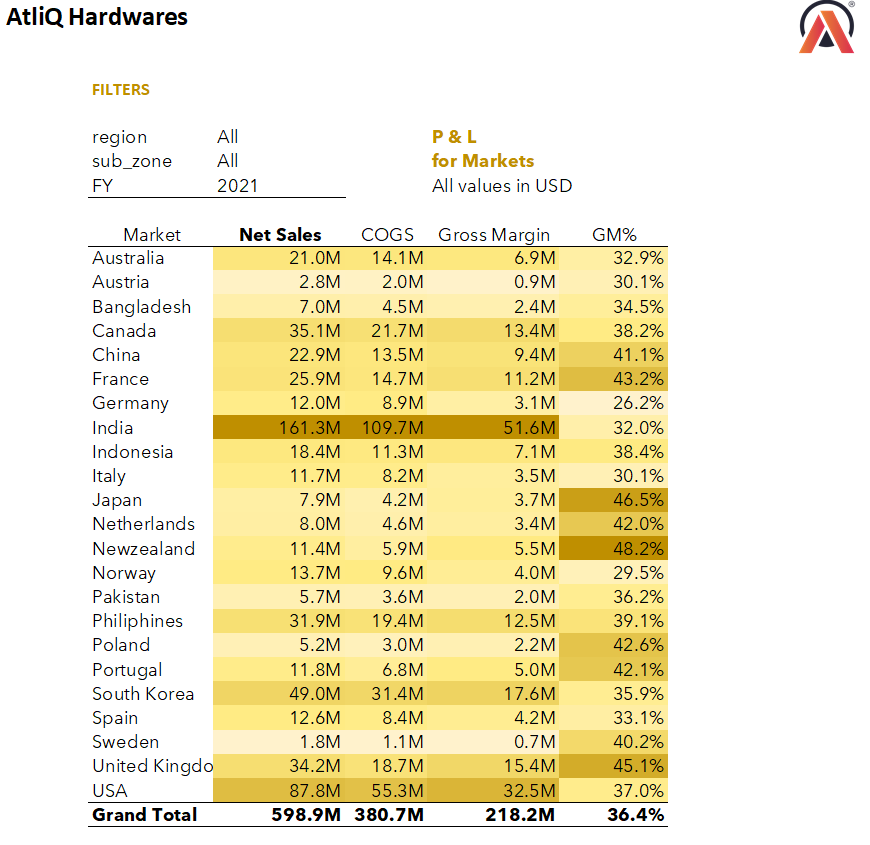 AtliQ Hardwares
®
FILTERS
region All P & L
sub_zone All for Markets
FY 2021 All values in USD
Market Net Sales COGS Gross Margin GM%
Australia 21.0M 14.1M 6.9M 32.9%
Austria 2.8M 2.0M 0.9M 30.1%
Bangladesh 7.0M 4.5M 2.4M 34.5%
Canada 35.1M 21.7M 13.4M 38.2%
China 22.9M 13.5M 9.4M 41.1%
France 25.9M 14.7M 11.2M 43.2%
Germany 12.0M 8.9M 3.1M 26.2%
India 161.3M 109.7M 51.6M 32.0%
Indonesia 18.4M 11.3M 7.1M 38.4%
Italy 11.7M 8.2M 3.5M 30.1%
Japan 7.9M 4.2M 3.7M 46.5%
Netherlands 8.0M 4.6M 3.4M 42.0%
Newzealand 11.4M 5.9M 5.5M 48.2%
Norway 13.7M 9.6M 4.0M 29.5%
Pakistan 5.7M 3.6M 2.0M 36.2%
Philiphines 31.9M 19.4M 12.5M 39.1%
Poland 5.2M 3.0M 2.2M 42.6%
Portugal 11.8M 6.8M 5.0M 42.1%
South Korea 49.0M 31.4M 17.6M 35.9%
Spain 12.6M 8.4M 4.2M 33.1%
Sweden 1.8M 1.1M 0.7M 40.2%
United Kingdo 34.2M 18.7M 15.4M 45.1%
USA 87.8M 55.3M 32.5M 37.0%
Grand Total 598.9M 380.7M 218.2M 36.4%